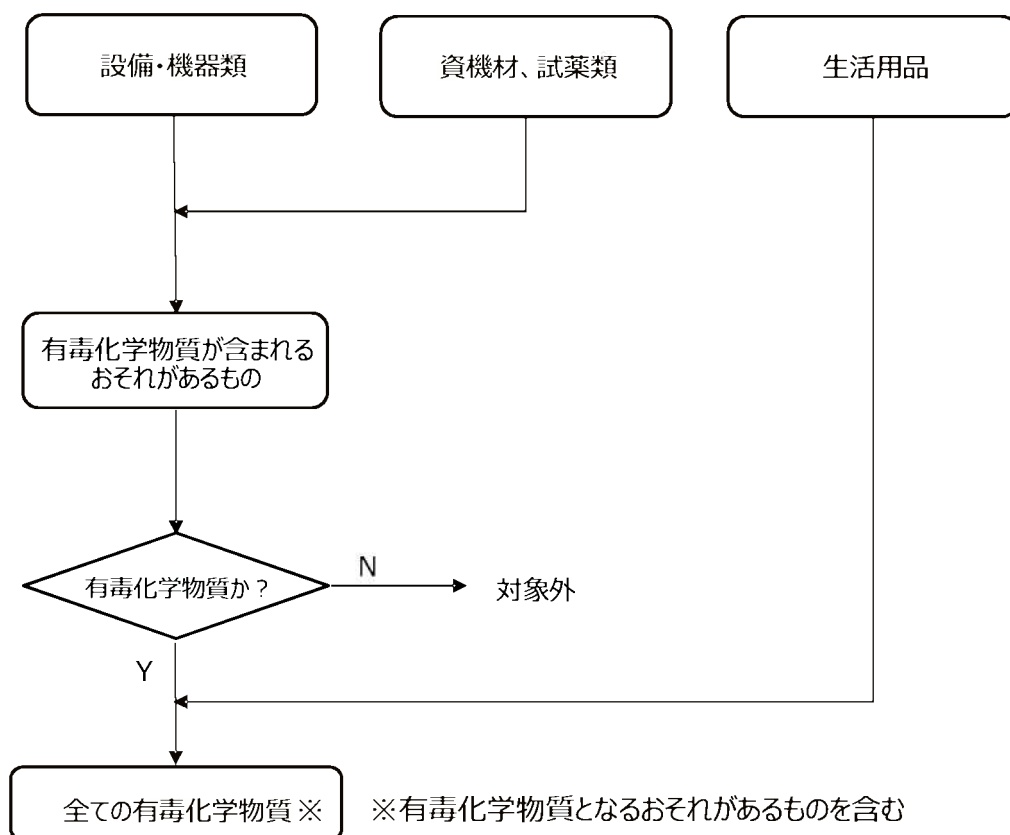 設備・機器類
資機材、試薬類
生活用品
有毒化学物質が含まれる
おそれがあるもの
有毒化学物質か？
N
対象外
Y
全ての有毒化学物質※
※有毒化学物質となるおそれがあるものを含む